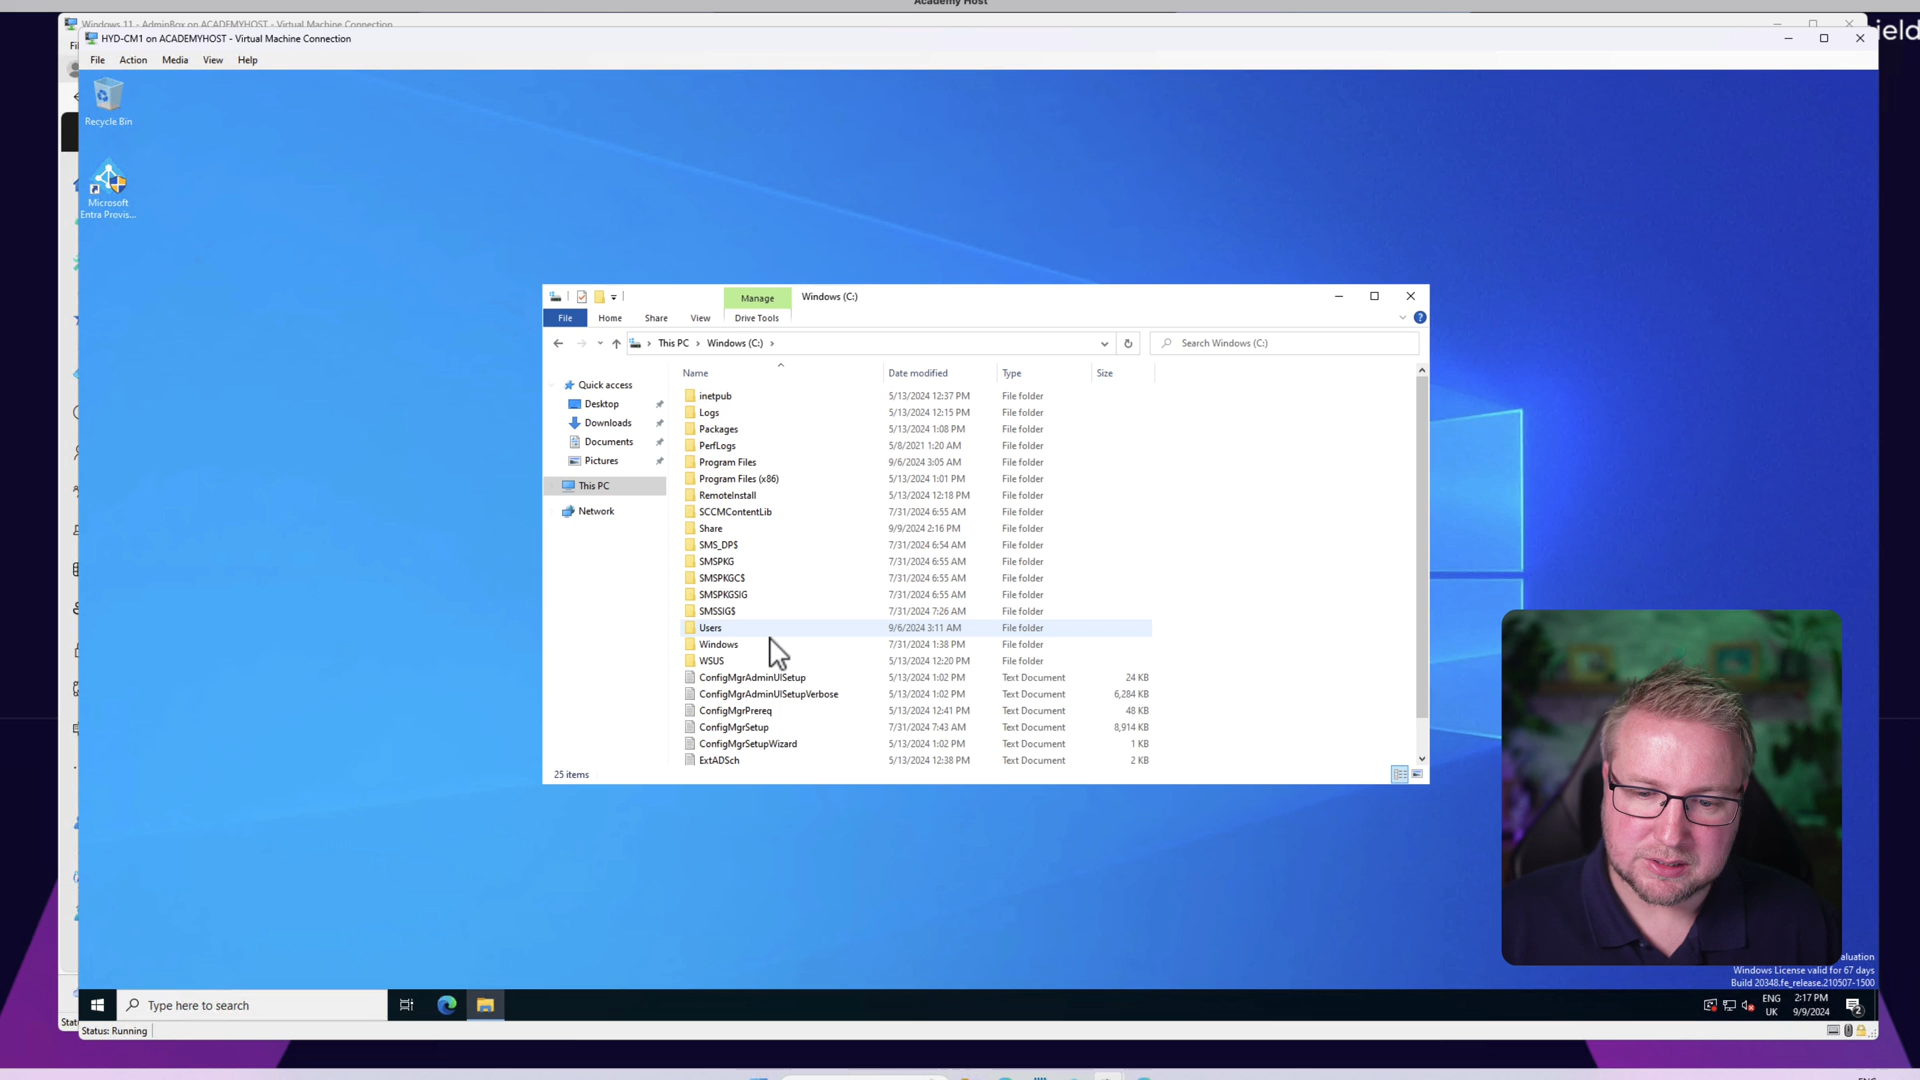 Academy Host
Windows 11 - AdminBox on ACADEMYHOST - Virtual Machine Connection
ield
HYD-CM1 on ACADEMYHOST - Virtual Machine Connection
File Action Media View Help
Recycle Bin
Microsoft
Entra Provis...
Manage Windows (C:)
File Home Share View Drive Tools
This PC Windows (C:) Search Windows (C:)
Name Date modified Type Size
Quick access
Desktop
Downloads
Documents
Pictures
This PC
Network
inetpub 5/13/2024 12:37 PM File folder
Logs 5/13/2024 12:15 PM File folder
Packages 5/13/2024 1:08 PM File folder
PerfLogs 5/8/2021 1:20 AM File folder
Program Files 9/6/2024 3:05 AM File folder
Program Files (x86) 5/13/2024 1:01 PM File folder
RemoteInstall 5/13/2024 12:18 PM File folder
SCCMContentLib 7/31/2024 6:55 AM File folder
Share 9/9/2024 2:16 PM File folder
SMS_DP$ 7/31/2024 6:54 AM File folder
SMSPKG 7/31/2024 6:55 AM File folder
SMSPKGC$ 7/31/2024 6:55 AM File folder
SMSPKGSIG 7/31/2024 6:55 AM File folder
SMSSIG$ 7/31/2024 7:26 AM File folder
Users 9/6/2024 3:11 AM File folder
Windows 7/31/2024 1:38 PM File folder
WSUS 5/13/2024 12:20 PM File folder
ConfigMgrAdminUISetup 5/13/2024 1:02 PM Text Document 24 KB
ConfigMgrAdminUISetupVerbose 5/13/2024 1:02 PM Text Document 6,284 KB
ConfigMgrPrereq 5/13/2024 12:41 PM Text Document 48 KB
ConfigMgrSetup 7/31/2024 7:43 AM Text Document 8,914 KB
ConfigMgrSetupWizard 5/13/2024 1:02 PM Text Document 1 KB
ExtADSch 5/13/2024 12:38 PM Text Document 2 KB
25 items
aluation
Windows License valid for 67 days
Build 20348.fe_release.210507-1500
Type here to search
ENG
UK
2:17 PM
9/9/2024
2
Status: Running